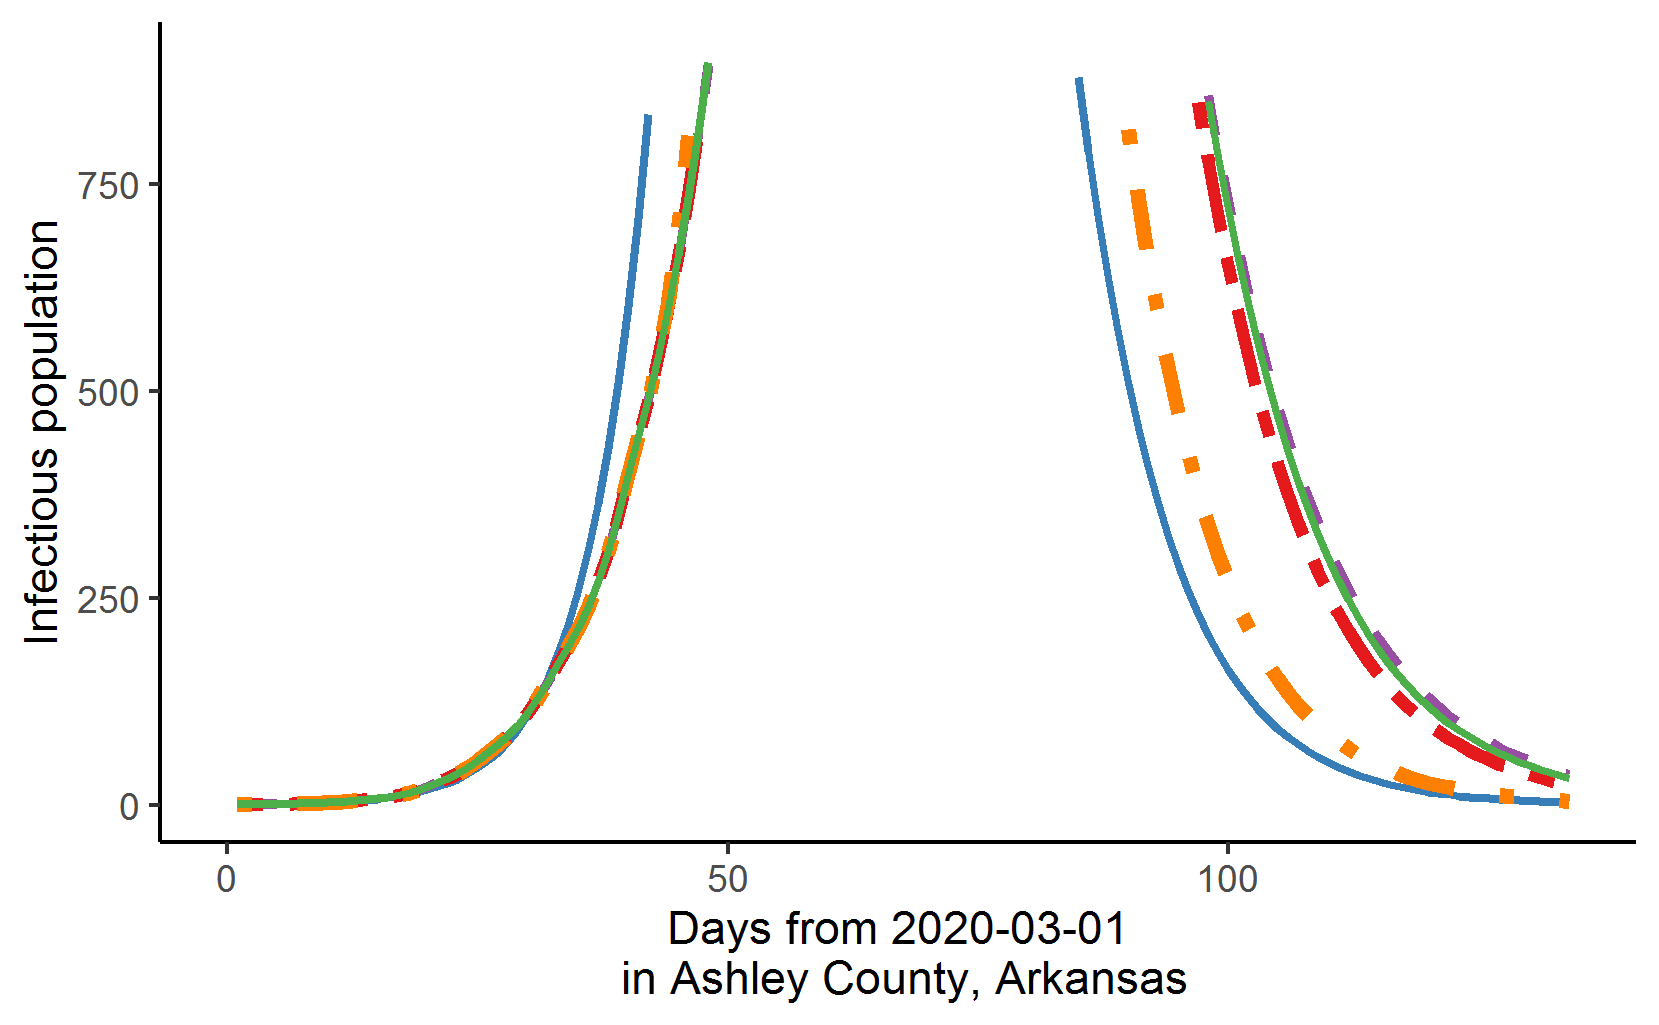 Infectious population
750
500
250
0
0 50 100
Days from 2020-03-01
in Ashley County, Arkansas